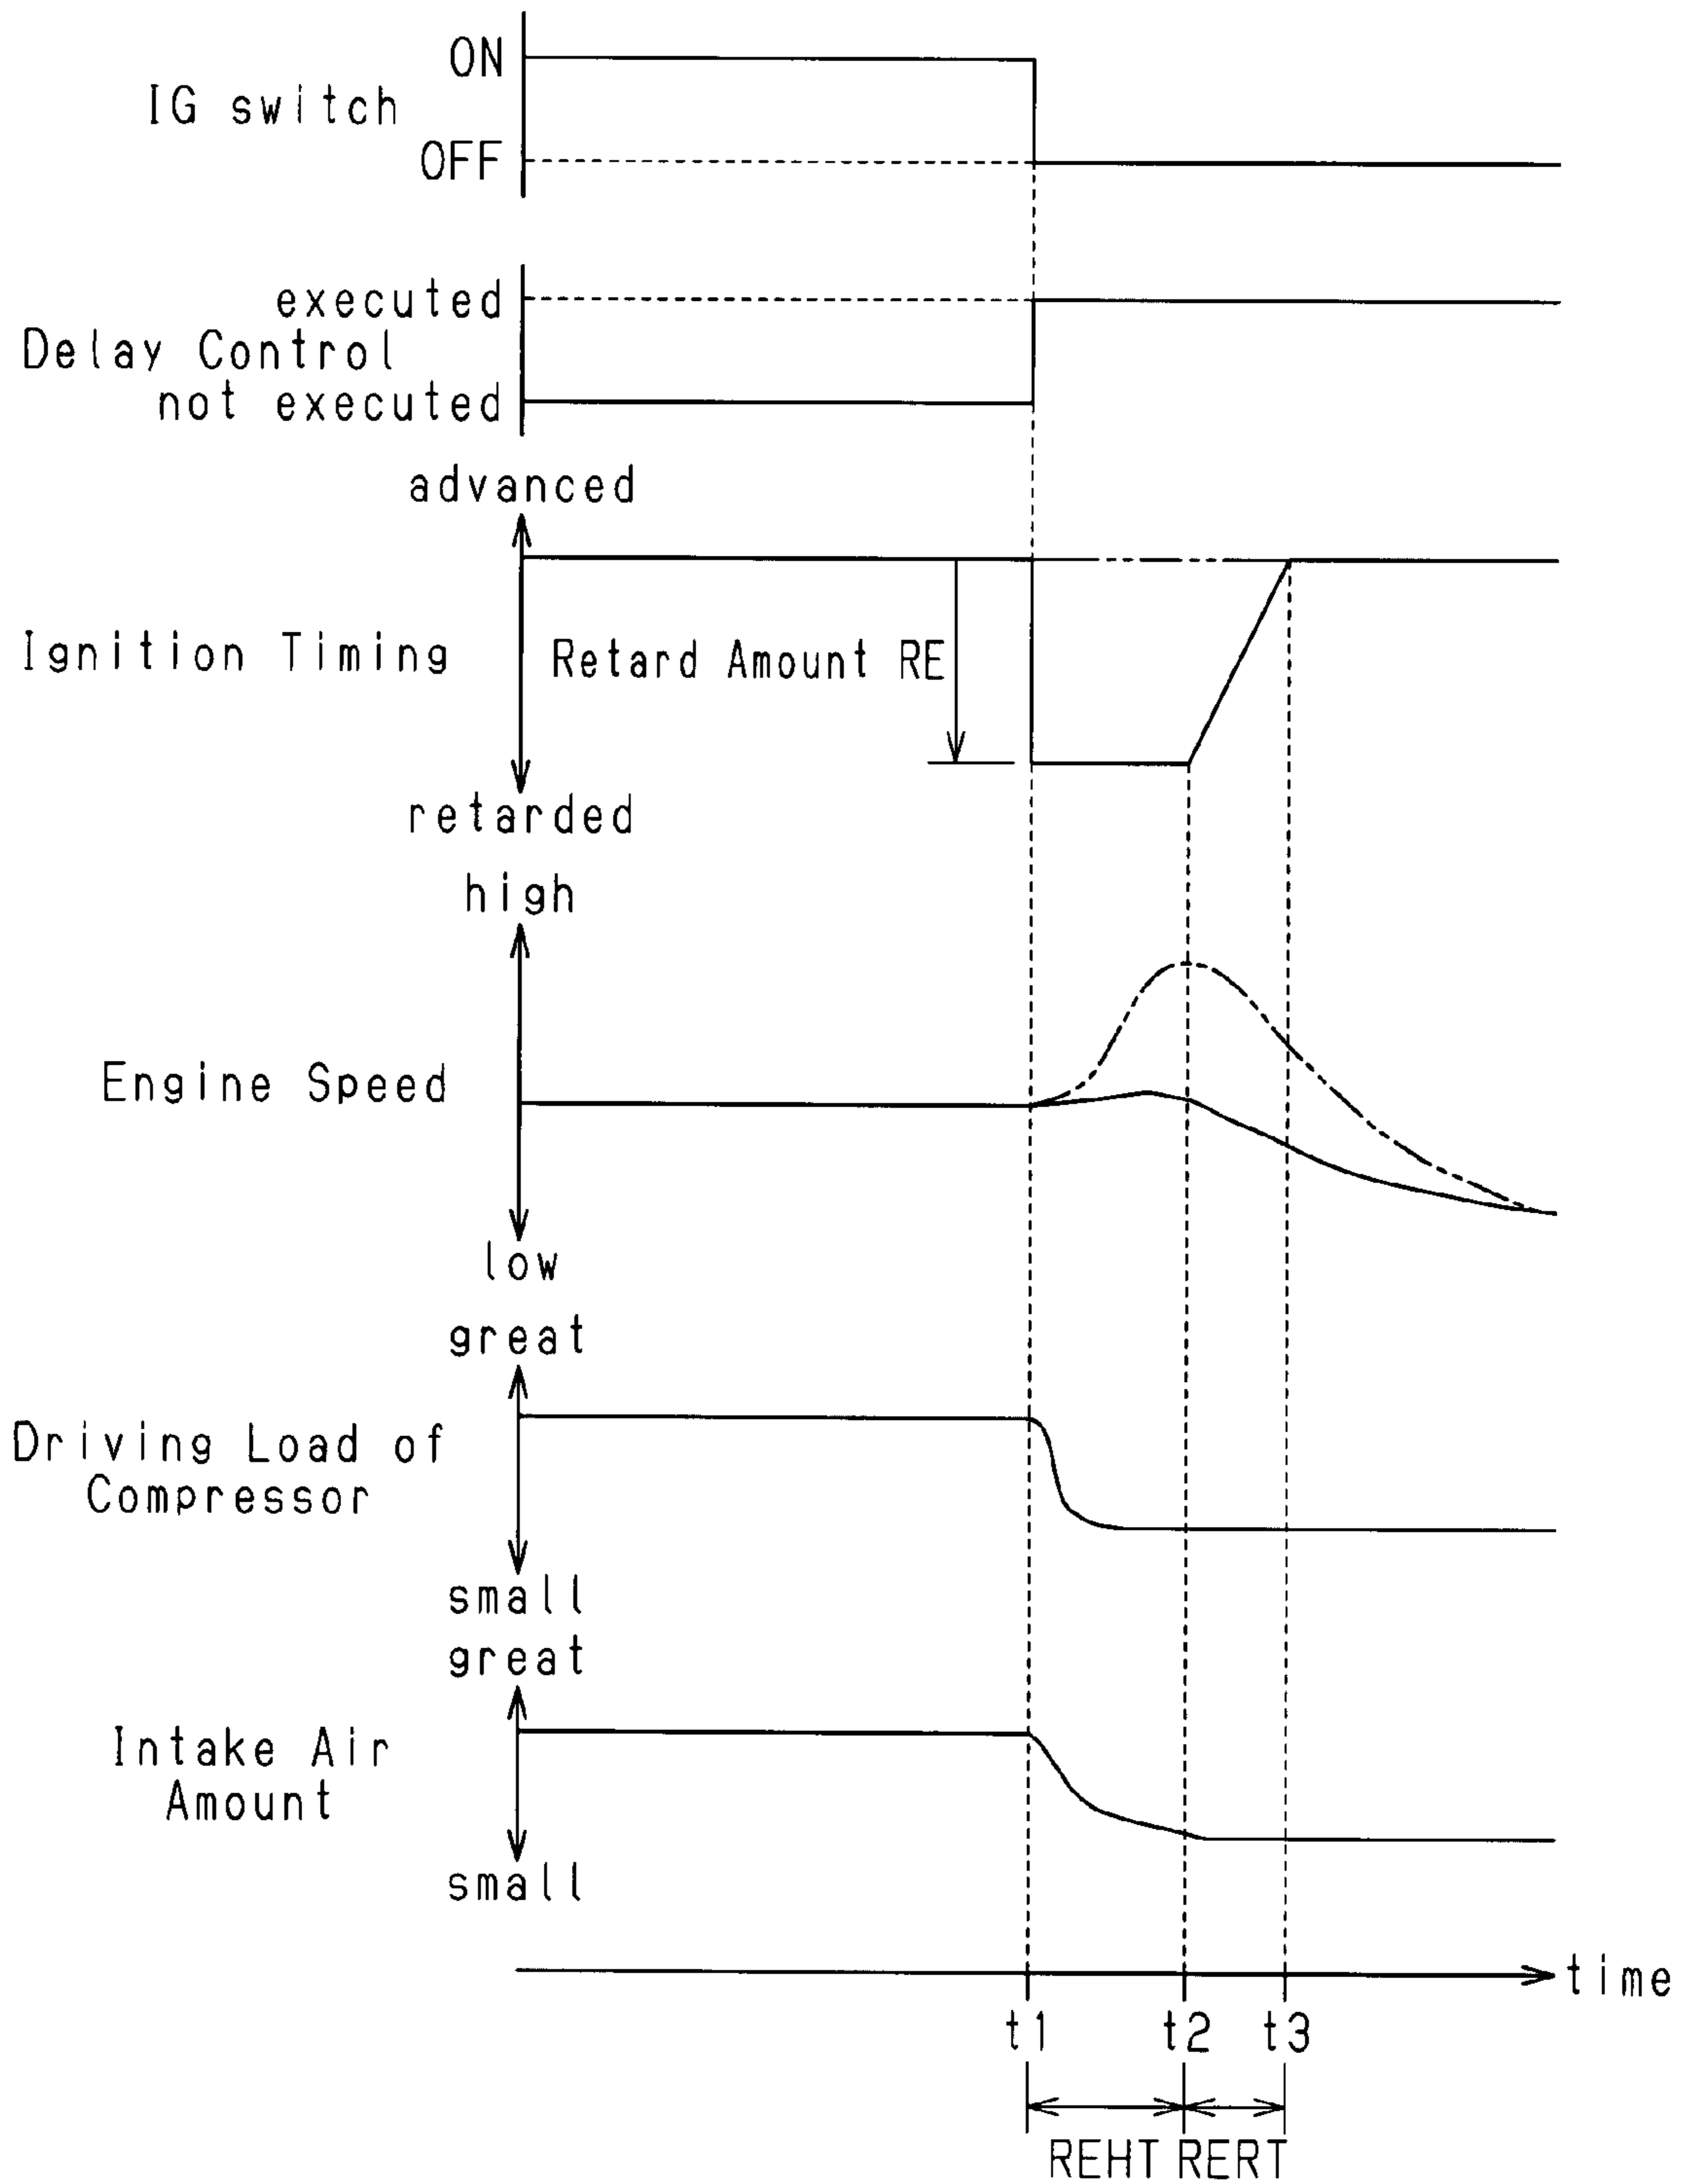 ON
IG switch
OFF
executed
Delay Control
not executed
advanced
Ignition Timing
Retard Amount RE
retarded
high
Engine Speed
low
great
Driving Load of
Compressor
small
great
Intake Air
Amount
small
time
t1 t2 t3
REHT RERT